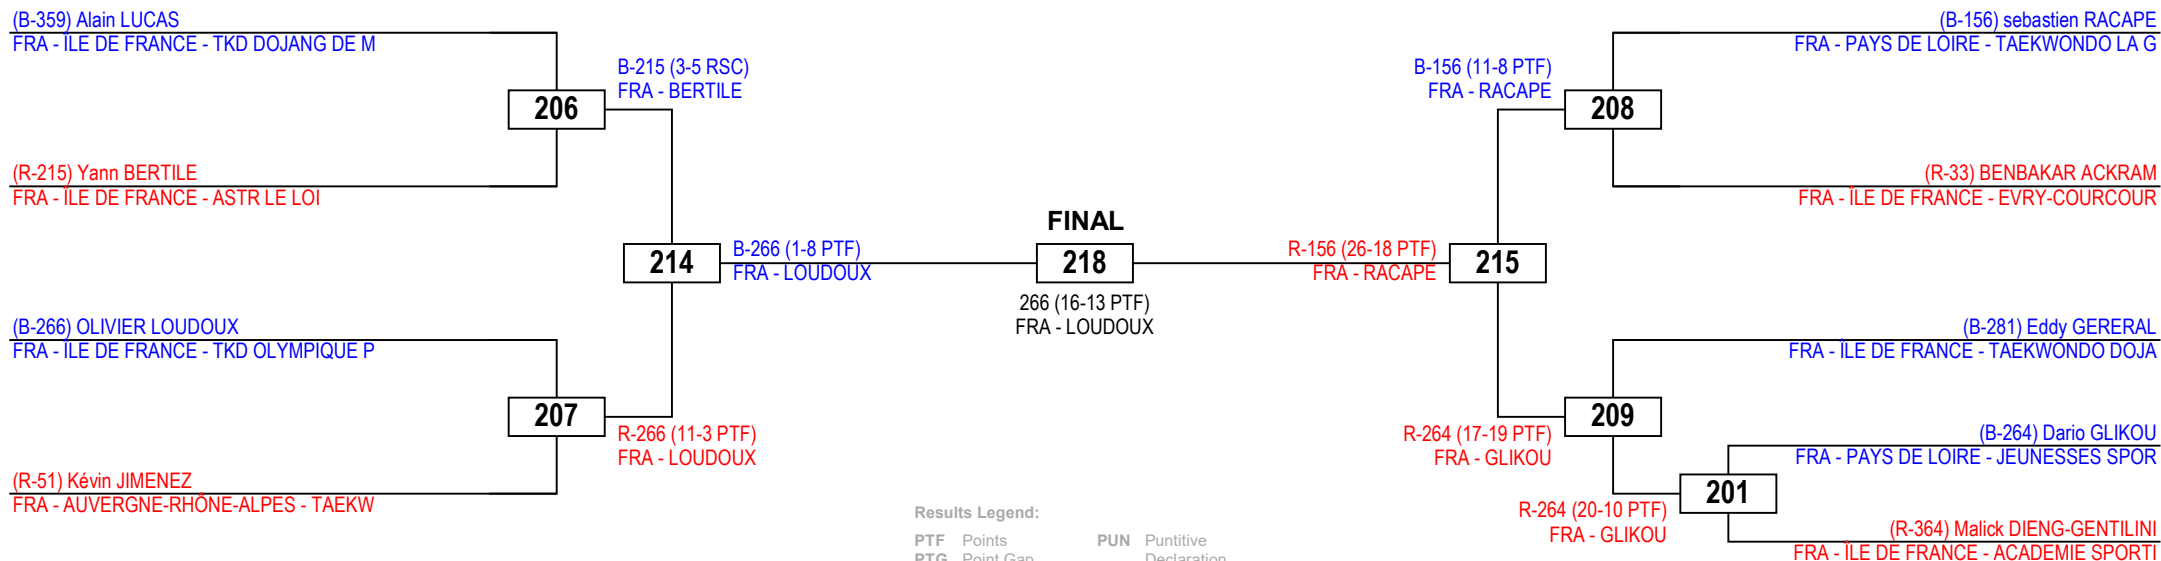 (B-359) Alain LUCAS
FRA - ÎLE DE FRANCE - TKD DOJANG DE M
206
B-215 (3-5 RSC)
FRA - BERTILE
(R-215) Yann BERTILE
FRA - ÎLE DE FRANCE - ASTR LE LOI
214
B-266 (1-8 PTF)
FRA - LOUDOUX
(B-266) OLIVIER LOUDOUX
FRA - ÎLE DE FRANCE - TKD OLYMPIQUE P
207
R-266 (11-3 PTF)
FRA - LOUDOUX
(R-51) Kévin JIMENEZ
FRA - AUVERGNE-RHÔNE-ALPES - TAEKW
FINAL
218
266 (16-13 PTF)
FRA - LOUDOUX
(B-156) sebastien RACAPE
FRA - PAYS DE LOIRE - TAEKWONDO LA G
B-156 (11-8 PTF)
FRA - RACAPE
208
(R-33) BENBAKAR ACKRAM
FRA - ÎLE DE FRANCE - EVRY-COURCOUR
R-156 (26-18 PTF)
FRA - RACAPE
215
(B-281) Eddy GERERAL
FRA - ÎLE DE FRANCE - TAEKWONDO DOJA
209
R-264 (17-19 PTF)
FRA - GLIKOU
(B-264) Dario GLIKOU
FRA - PAYS DE LOIRE - JEUNESSES SPOR
201
R-264 (20-10 PTF)
FRA - GLIKOU
(R-364) Malick DIENG-GENTILINI
FRA - ÎLE DE FRANCE - ACADEMIE SPORTI
Results Legend:
PTF Points
PUN Puntitive
PTG Point Gap
Declaration